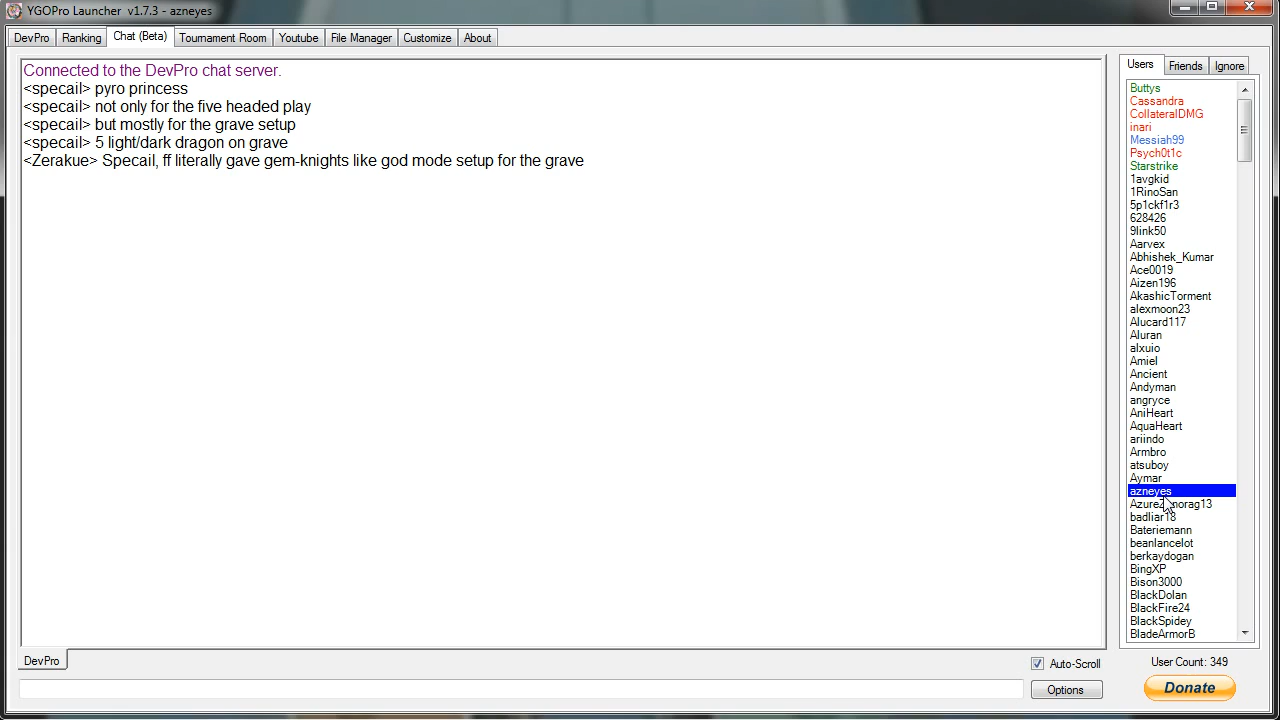 YGOPro Launcher v1.7.3 - azneyes
DevPro Ranking Chat (Beta) Tournament Room Youtube File Manager Customize About
Connected to the DevPro chat server.
<specail> pyro princess
<specail> not only for the five headed play
<specail> but mostly for the grave setup
<specail> 5 light/dark dragon on grave
<Zerakue> Specail, ff literally gave gem-knights like god mode setup for the grave
Users Friends Ignore
Buttys
Cassandra
CollateralDMG
inari
Messiah99
Psych0t1c
Starstrike
1avgkid
1RinoSan
5p1ckf1r3
628426
9link50
Aarvex
Abhishek_Kumar
Ace0019
Aizen196
AkashicTorment
alexmoon23
Alucard117
Aluran
alxuio
Amiel
Ancient
Andyman
angryce
AniHeart
AquaHeart
ariindo
Armbro
atsuboy
Aymar
azneyes
badliar18
Bateriemann
beanlancelot
berkaydogan
BingXP
Bison3000
BlackDolan
BlackFire24
BlackSpidey
BladeArmorB
DevPro
Auto-Scroll
Options
User Count: 349
Donate